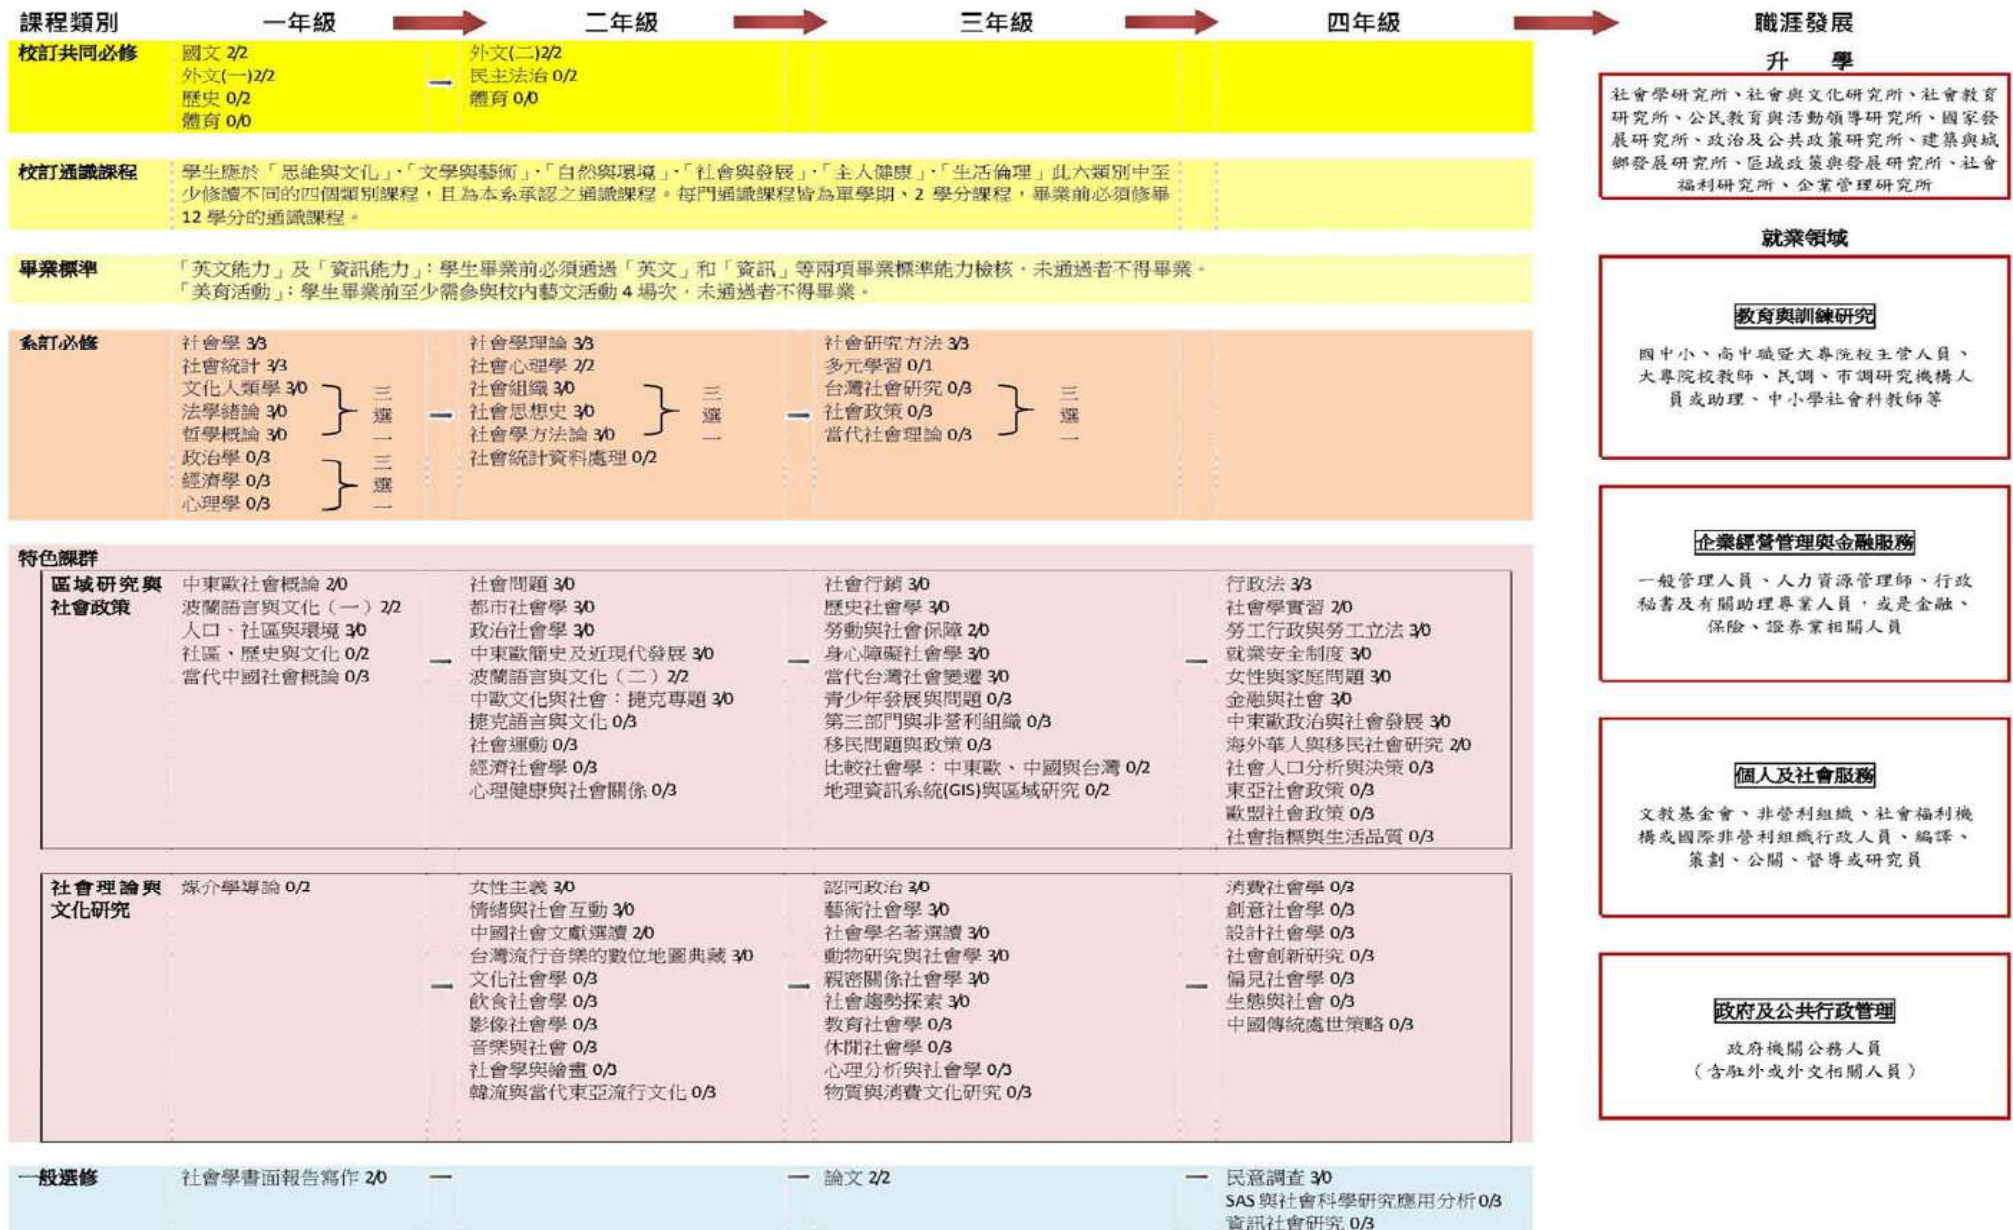 課程類別 一年級 二年級 三年級 四年級 職涯發展
校訂共同必修
國文 2/2
外文(一)2/2
歷史 0/2
體育 0/0
外文(二)2/2
民主法治 0/2
體育 0/0
校訂通識課程
學生應於「思維與文化」、「文學與藝術」、「自然與環境」、「社會與發展」、「全人健康」、「生活倫理」此六類別中至
少修讀不同的四個類別課程,且為本系承認之通識課程。每門通識課程皆為單學期、2 學分課程,畢業前必須修畢
12 學分的通識課程。
畢業標準
「英文能力」及「資訊能力」:學生畢業前必須通過「英文」和「資訊」等兩項畢業標準能力檢核,未通過者不得畢業。
「美育活動」:學生畢業前至少需參與校內藝文活動 4 場次,未通過者不得畢業。
系訂必修
社會學 3/3
社會統計 3/3
文化人類學 3/0
法學緒論 3/0
哲學概論 3/0
三選一
政治學 0/3
經濟學 0/3
心理學 0/3
三選一
社會學理論 3/3
社會心理學 2/2
社會組織 3/0
社會思想史 3/0
社會學方法論 3/0
三選一
社會統計資料處理 0/2
社會研究方法 3/3
多元學習 0/1
台灣社會研究 0/3
社會政策 0/3
當代社會理論 0/3
三選一
特色課群
區域研究與
社會政策
中東歐社會概論 2/0
波蘭語言與文化(一)2/2
人口、社區與環境 3/0
社區、歷史與文化 0/2
當代中國社會概論 0/3
社會問題 3/0
都市社會學 3/0
政治社會學 3/0
中東歐簡史及近現代發展 3/0
波蘭語言與文化(二)2/2
中歐文化與社會:捷克專題 3/0
捷克語言與文化 0/3
社會運動 0/3
經濟社會學 0/3
心理健康與社會關係 0/3
社會行銷 3/0
歷史社會學 3/0
勞動與社會保障 2/0
身心障礙社會學 3/0
當代台灣社會變遷 3/0
青少年發展與問題 0/3
第三部門與非營利組織 0/3
移民問題與政策 0/3
比較社會學:中東歐、中國與台灣 0/2
地理資訊系統(GIS)與區域研究 0/2
行政法 3/3
社會學實習 2/0
勞工行政與勞工立法 3/0
就業安全制度 3/0
女性與家庭問題 3/0
金融與社會 3/0
中東歐政治與社會發展 3/0
海外華人與移民社會研究 2/0
社會人口分析與決策 0/3
東亞社會政策 0/3
歐盟社會政策 0/3
社會指標與生活品質 0/3
社會理論與
文化研究
媒介學導論 0/2
女性主義 3/0
情緒與社會互動 3/0
中國社會文獻選讀 2/0
台灣流行音樂的數位地圖典藏 3/0
文化社會學 0/3
飲食社會學 0/3
影像社會學 0/3
音樂與社會 0/3
社會學與繪畫 0/3
韓流與當代東亞流行文化 0/3
認同政治 3/0
藝術社會學 3/0
社會學名著選讀 3/0
動物研究與社會學 3/0
親密關係社會學 3/0
社會趨勢探索 3/0
教育社會學 0/3
休閒社會學 0/3
心理分析與社會學 0/3
物質與消費文化研究 0/3
消費社會學 0/3
創意社會學 0/3
設計社會學 0/3
社會創新研究 0/3
偏見社會學 0/3
生態與社會 0/3
中國傳統處世策略 0/3
一般選修
社會學書面報告寫作 2/0
論文 2/2
民意調查 3/0
SAS 與社會科學研究應用分析 0/3
資訊社會研究 0/3
升 學
社會學研究所、社會與文化研究所、社會教育
研究所、公民教育與活動領導研究所、國家發
展研究所、政治及公共政策研究所、建築與城
鄉發展研究所、區域政策與發展研究所、社會
福利研究所、企業管理研究所
就業領域
教育與訓練研究
國中小、高中職暨大專院校主管人員、
大專院校教師、民調、市調研究機構人
員或助理、中小學社會科教師等
企業經營管理與金融服務
一般管理人員、人力資源管理師、行政
秘書及有關助理專業人員,或是金融、
保險、證券業相關人員
個人及社會服務
文教基金會、非營利組織、社會福利機
構或國際非營利組織行政人員、編譯、
策劃、公關、督導或研究員
政府及公共行政管理
政府機關公務人員
(含駐外或外交相關人員)